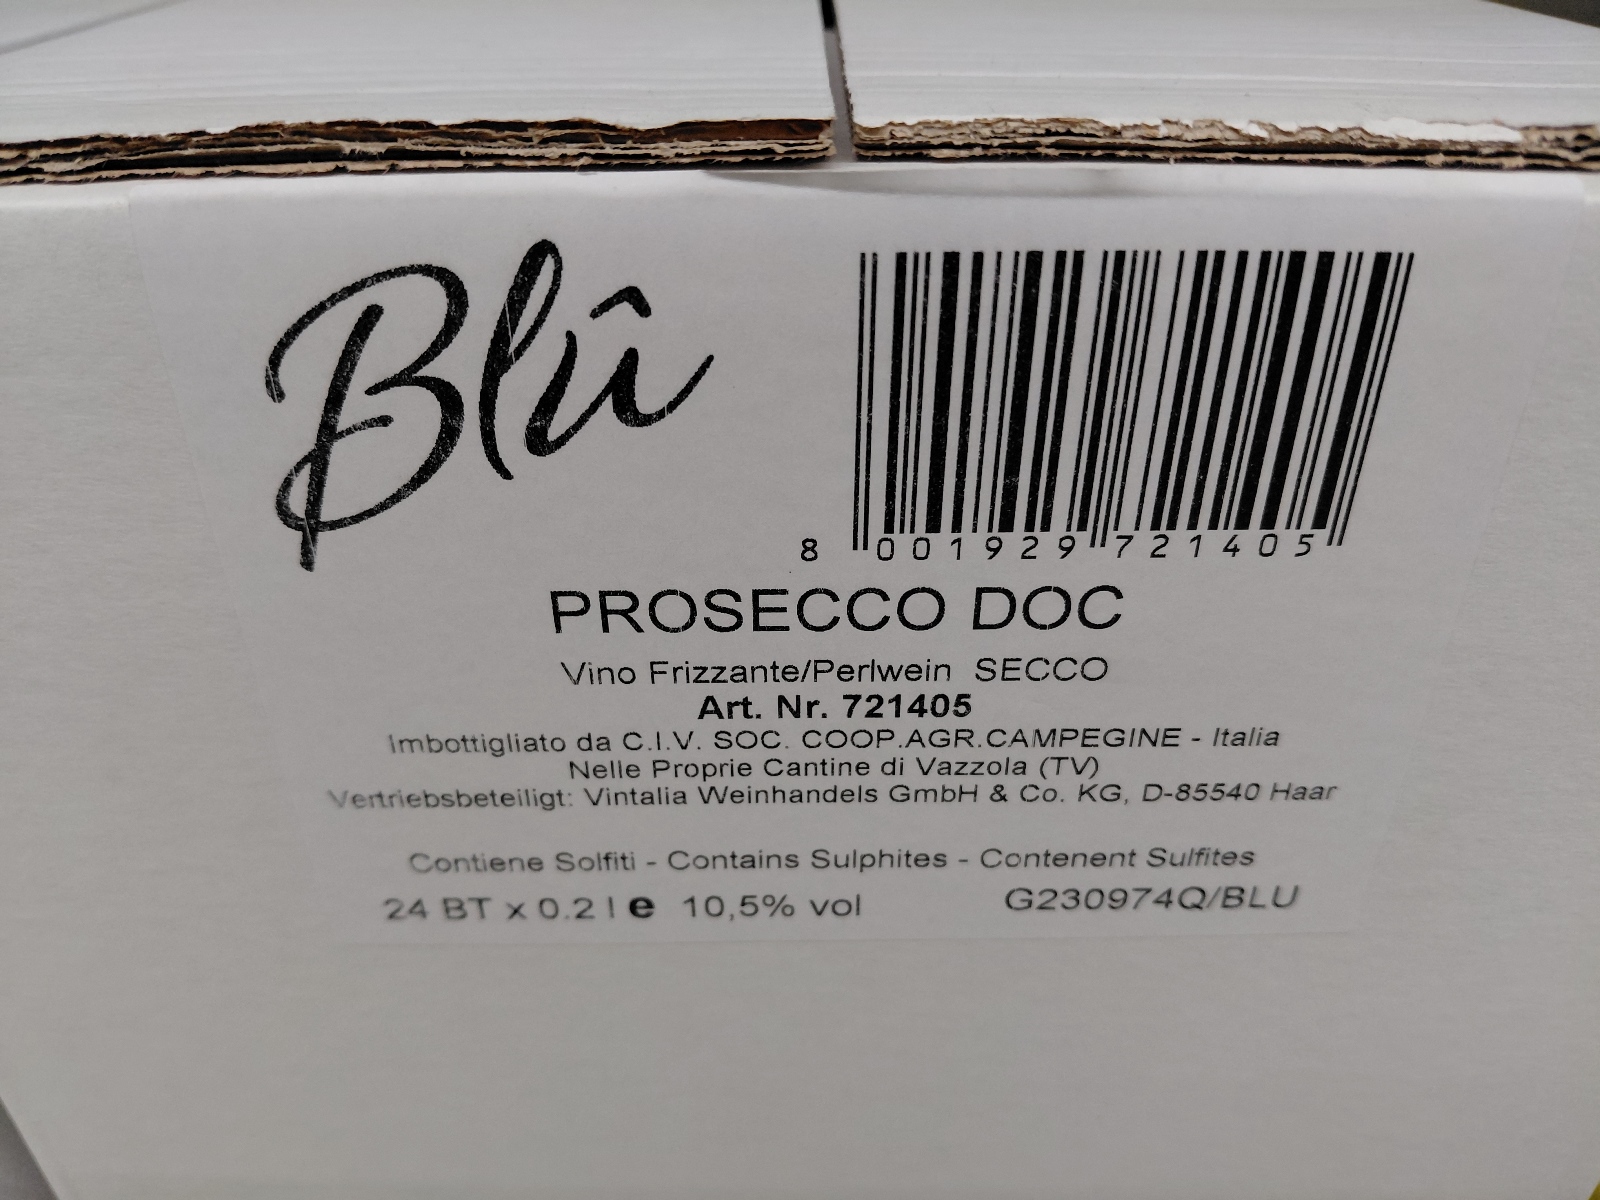 Blû
8 001929 721405
PROSECCO DOC
Vino Frizzante/Perlwein SECCO
Art. Nr. 721405
Imbottigliato da C.I.V. SOC. COOP.AGR.CAMPEGINE - Italia
Nelle Proprie Cantine di Vazzola (TV)
Vertriebsbeteiligt: Vintalia Weinhandels GmbH & Co. KG, D-85540 Haar
Contiene Solfiti - Contains Sulphites - Contenent Sulfites
24 BT x 0.2 l e 10,5% vol G230974Q/BLU